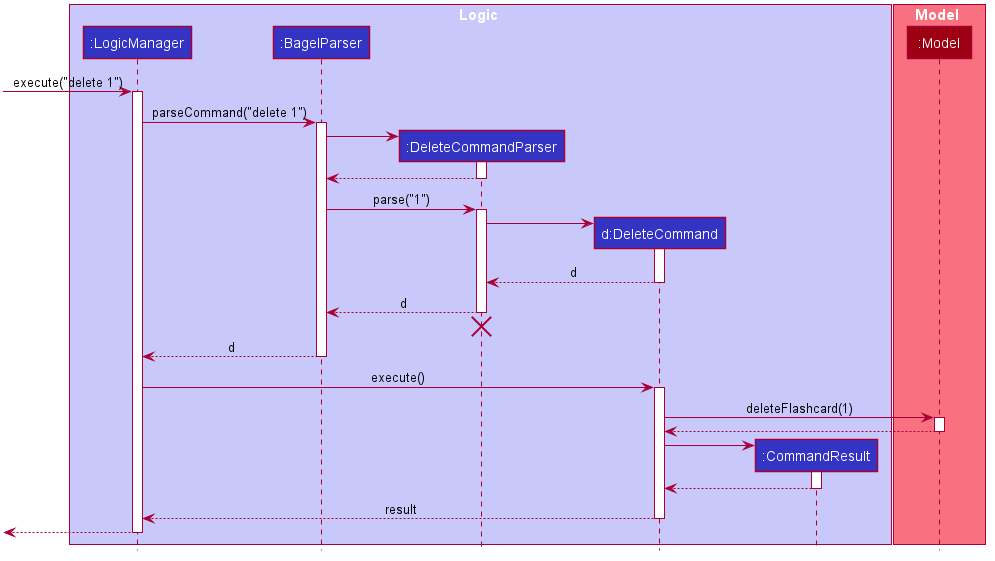 Logic
Model
:LogicManager
:BagelParser
:Model
execute("delete 1")
parseCommand("delete 1")
:DeleteCommandParser
parse("1")
d:DeleteCommand
d
d
d
execute()
deleteFlashcard(1)
:CommandResult
result